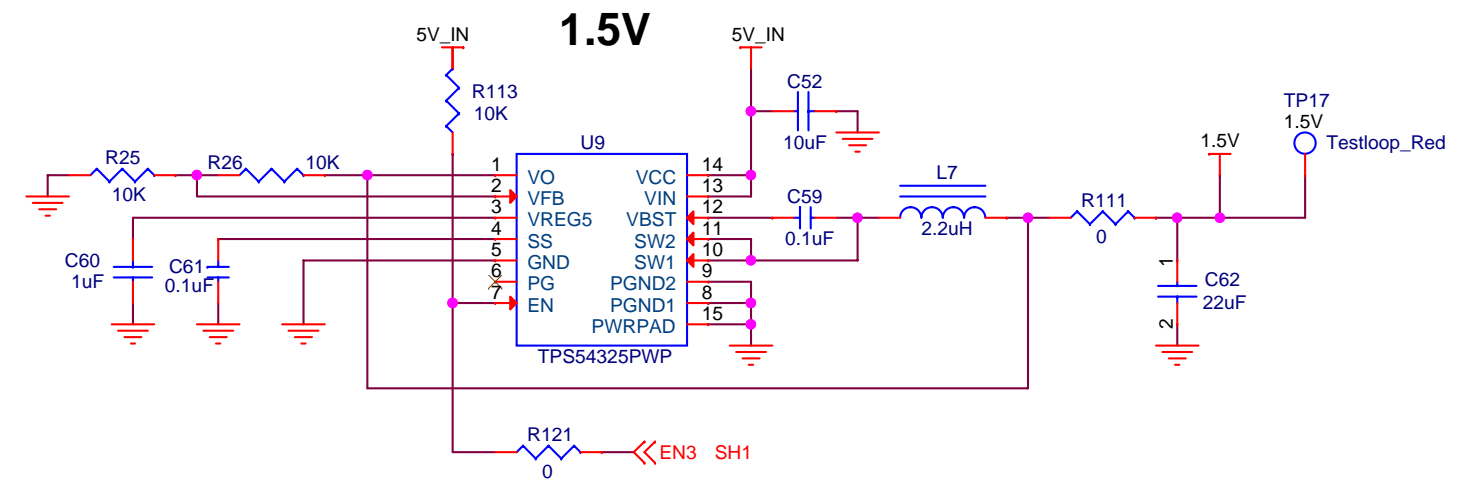 1.5V
5V_IN
5V_IN
R113
10K
C52
10uF
TP17
1.5V
Testloop_Red
1.5V
U9
R25
10K
R26
10K
1
VO
2
VFB
3
VREG5
4
SS
5
GND
6
PG
7
EN
VCC
14
VIN
13
VBST
12
SW2
11
SW1
10
PGND2
9
PGND1
8
PWRPAD
15
TPS54325PWP
C60
1uF
C61
0.1uF
C59
0.1uF
L7
2.2uH
R111
0
1
C62
22uF
2
R121
0
EN3 SH1